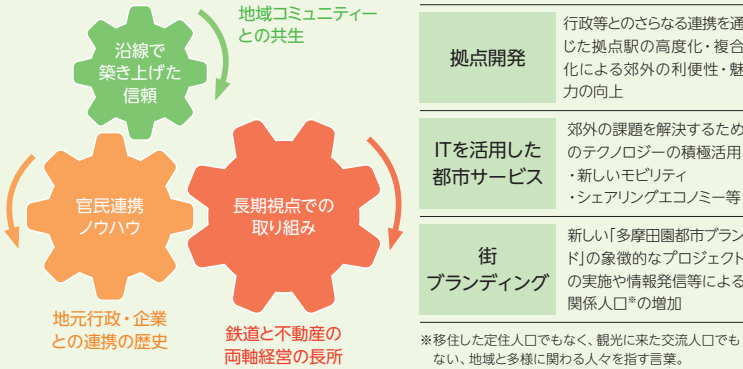 地域コミュニティー
との共生
沿線で
築き上げた
信頼
官民連携
ノウハウ
長期視点での
取り組み
地元行政・企業
との連携の歴史
鉄道と不動産の
両軸経営の長所
拠点開発
行政等とのさらなる連携を通
じた拠点駅の高度化・複合
化による郊外の利便性・魅
力の向上
ITを活用した
都市サービス
郊外の課題を解決するため
のテクノロジーの積極活用
・新しいモビリティ
・シェアリングエコノミー等
街
ブランディング
新しい「多摩田園都市ブラン
ド」の象徴的なプロジェクト
の実施や情報発信等による
関係人口※の増加
※移住した定住人口でもなく、観光に来た交流人口でも
ない、地域と多様に関わる人々を指す言葉。